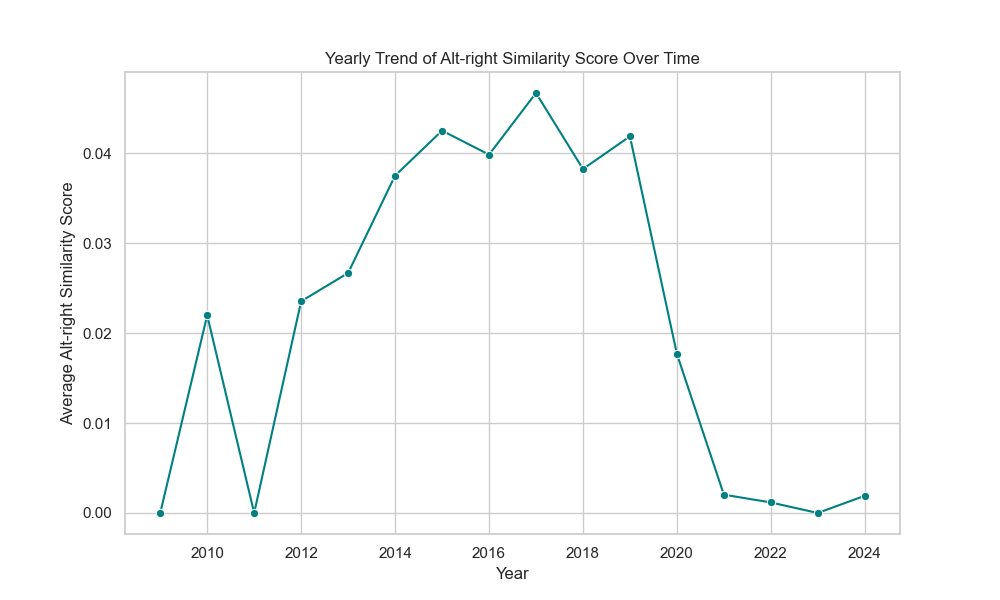 Yearly Trend of Alt-right Similarity Score Over Time
Average Alt-right Similarity Score
0.04
0.03
0.02
0.01
0.00
2010 2012 2014 2016 2018 2020 2022 2024
Year